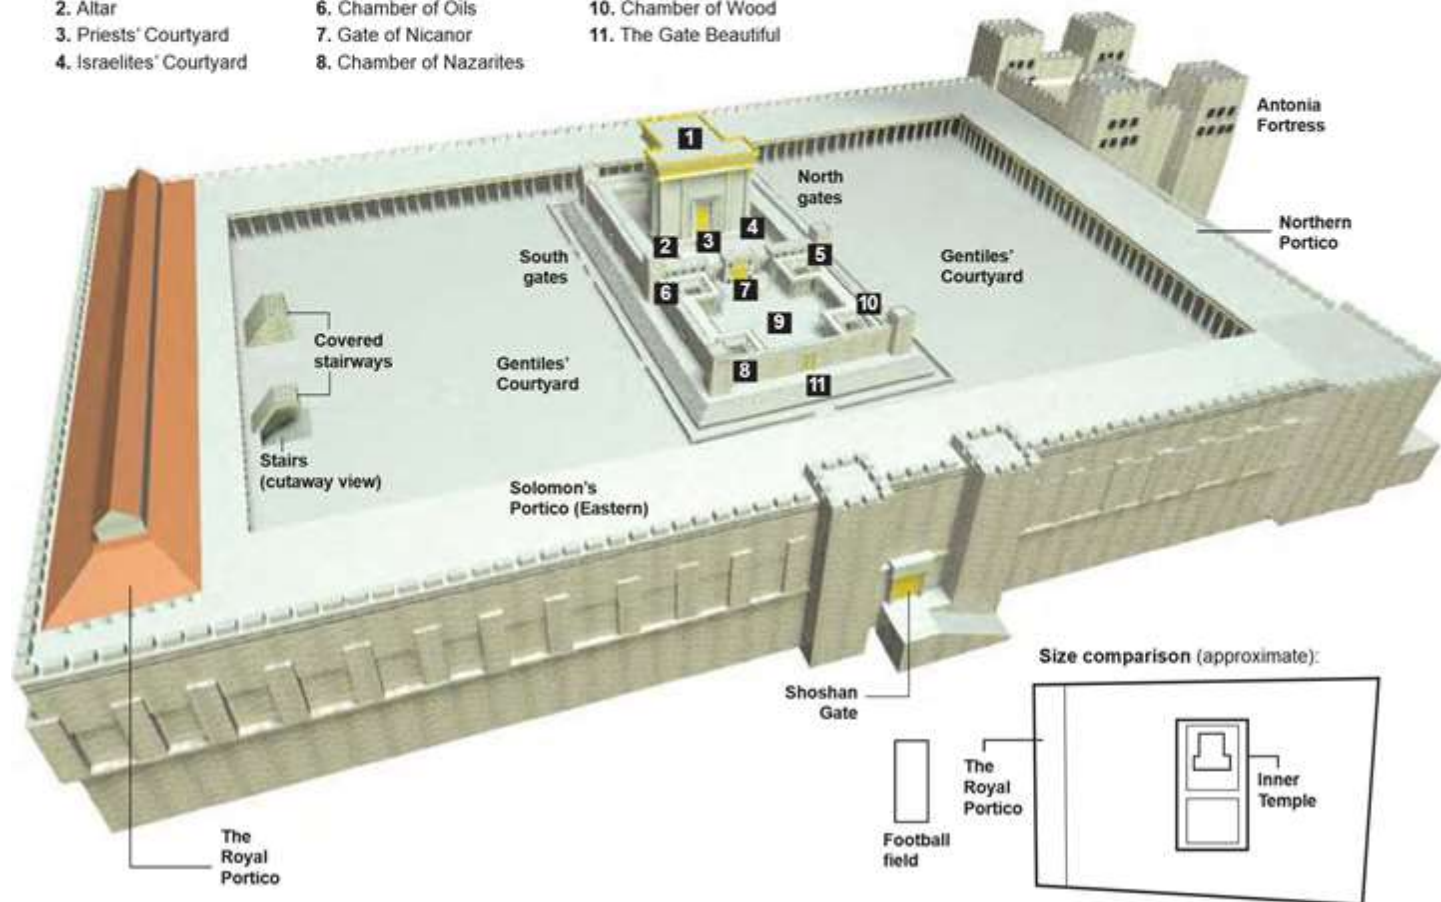 2. Altar
3. Priests' Courtyard
4. Israelites' Courtyard
6. Chamber of Oils
7. Gate of Nicanor
8. Chamber of Nazarites
10. Chamber of Wood
11. The Gate Beautiful
Antonia
Fortress
1
North
gates
Northern
Portico
2
3
4
5
South
gates
Gentiles'
Courtyard
6
7
10
9
Covered
stairways
Gentiles'
Courtyard
8
11
Stairs
(cutaway view)
Solomon's
Portico (Eastern)
Shoshan
Gate
Size comparison (approximate):
The
Royal
Portico
Inner
Temple
Football
field
The
Royal
Portico